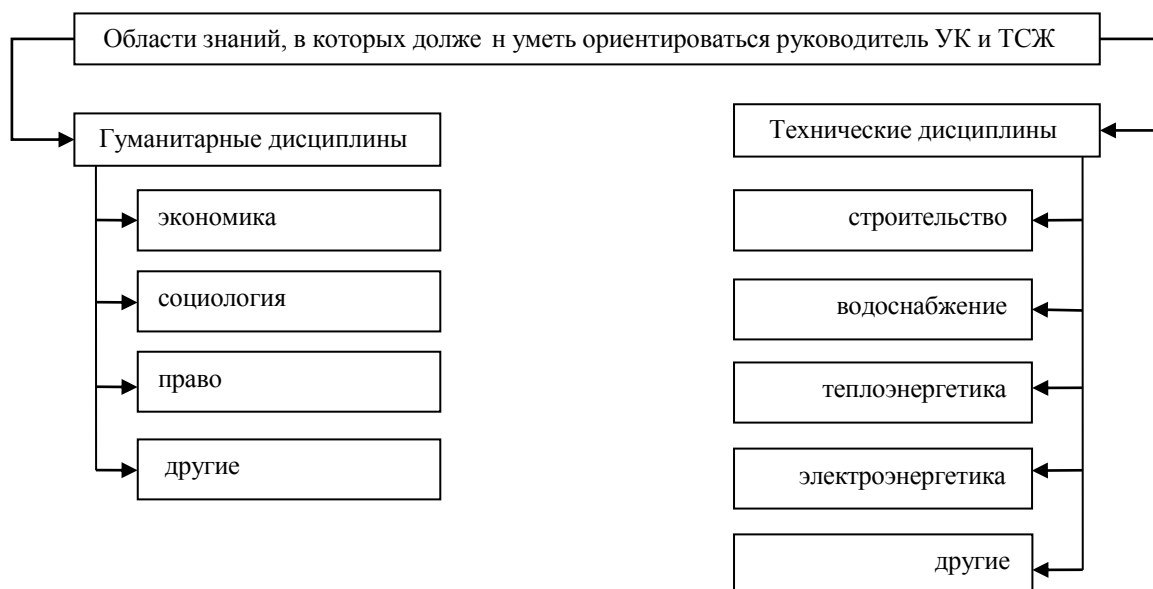 Области знаний, в которых долже н уметь ориентироваться руководитель УК и ТСЖ
Гуманитарные дисциплины
экономика
социология
право
другие
Технические дисциплины
строительство
водоснабжение
теплоэнергетика
электроэнергетика
другие